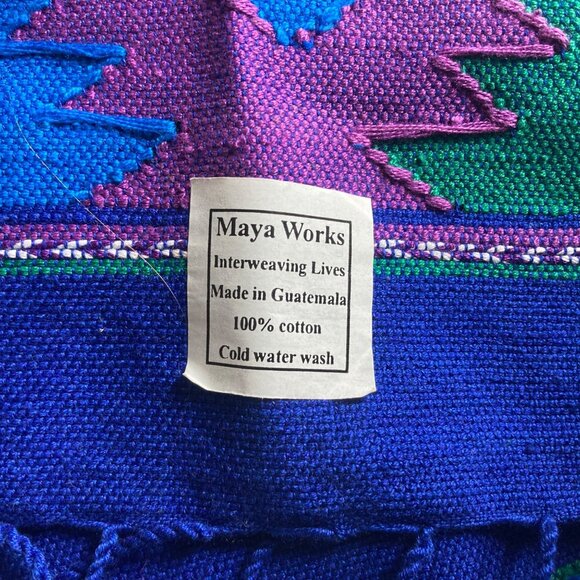 Maya Works
Interweaving Lives
Made in Guatemala
100% cotton
Cold water wash